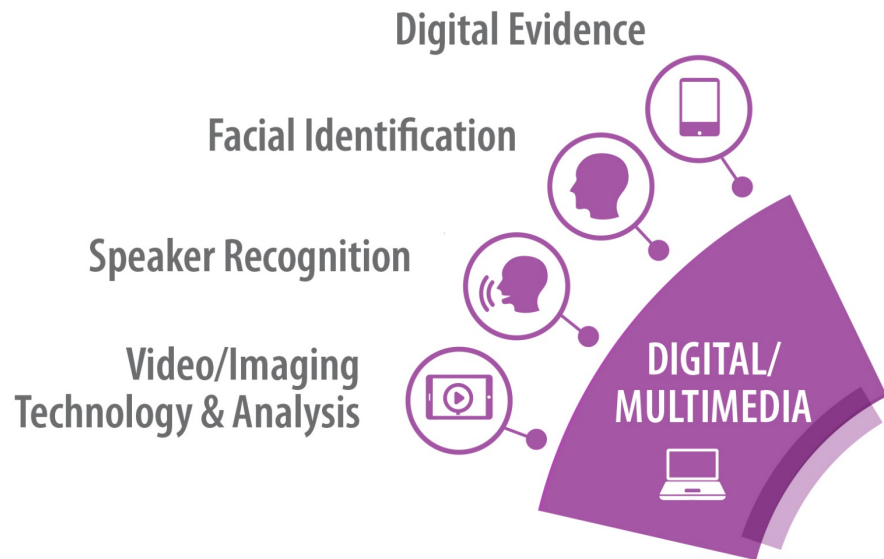 Digital Evidence
Facial Identification
Speaker Recognition
Video/Imaging
Technology & Analysis
DIGITAL/
MULTIMEDIA